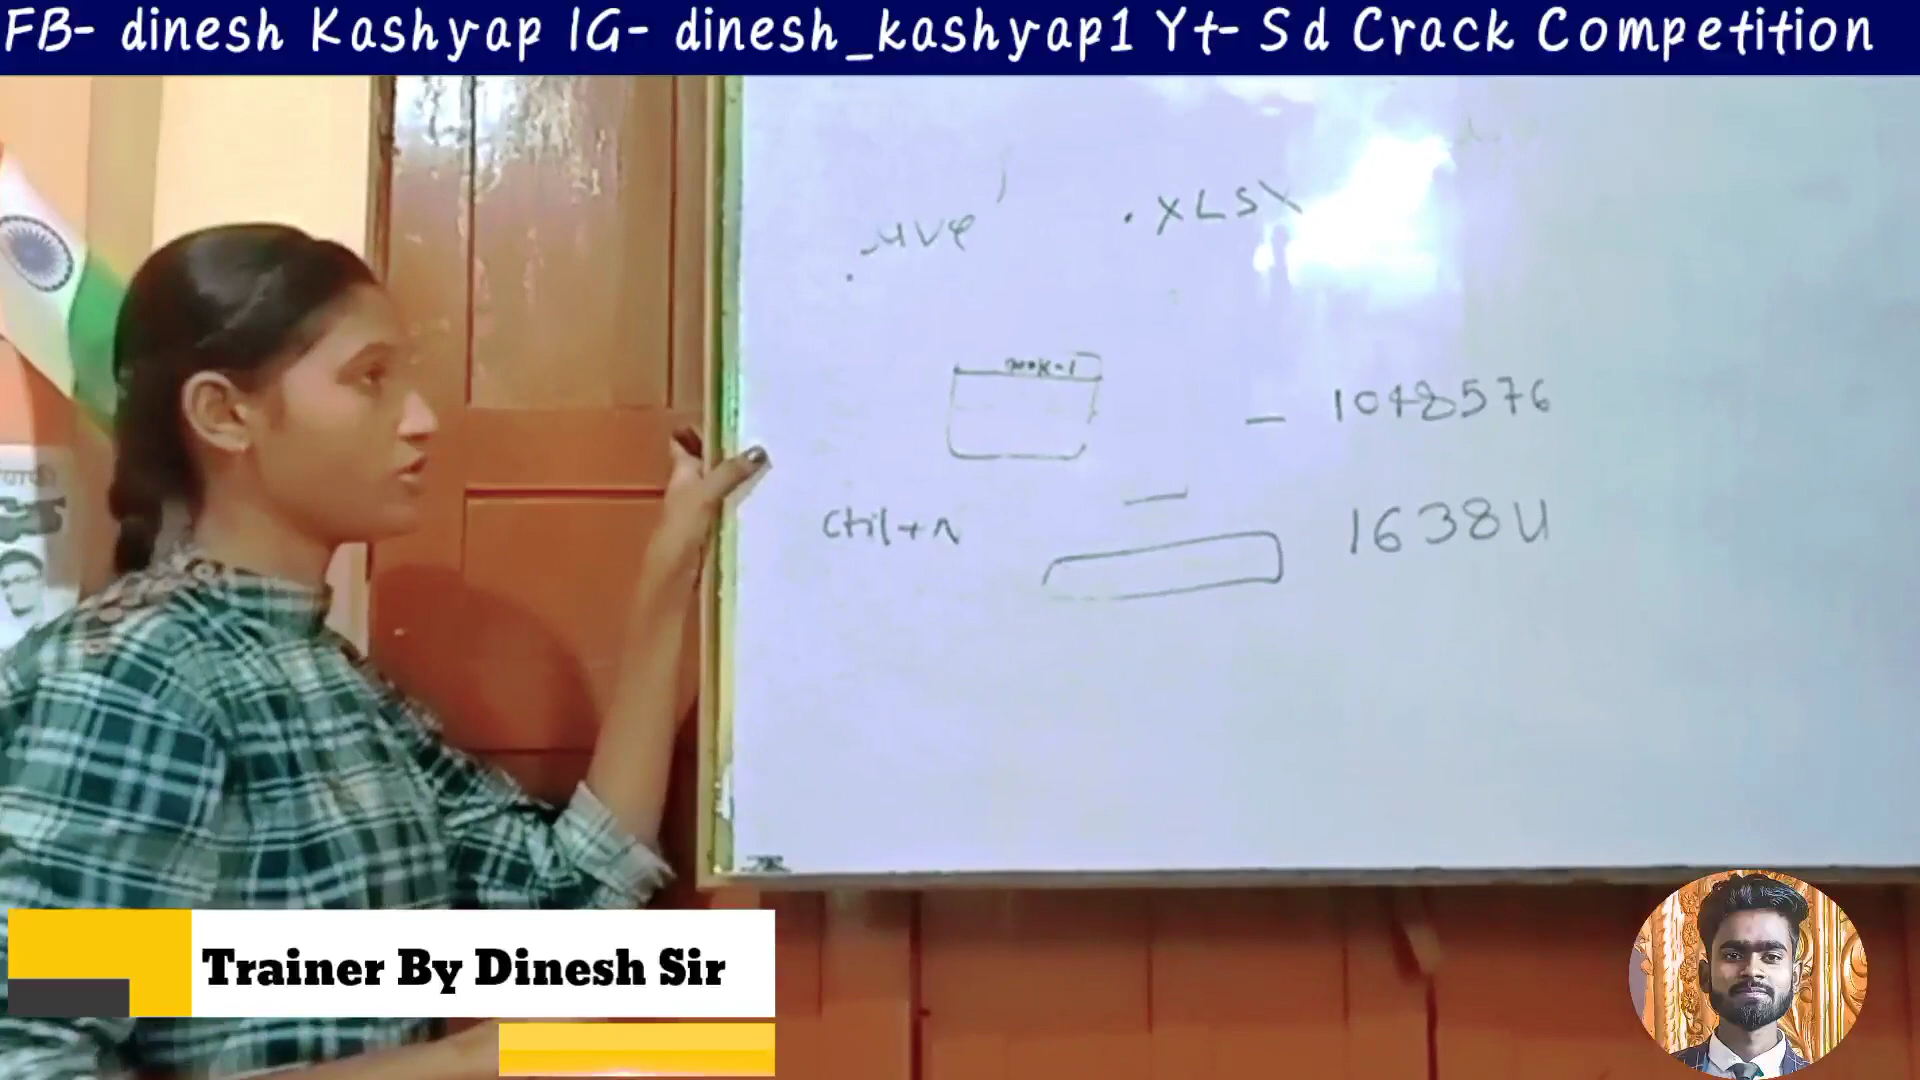 FB- dinesh Kashyap IG- dinesh_kashyap1 Yt- Sd Crack Competition
. XLSX
- 1048576
Ctrl + N
16384
Trainer By Dinesh Sir